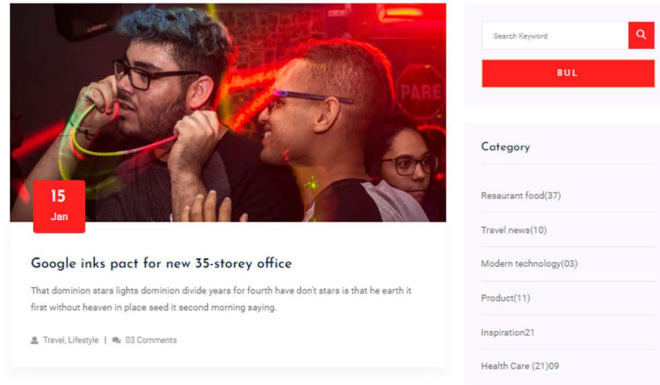 PARE
15
Jan
Google inks pact for new 35-storey office
That dominion stars lights dominion divide years for fourth have don't stars is that he earth it
first without heaven in place seed it second morning saying.
Travel, Lifestyle | 03 Comments
Search Keyword
BUL
Category
Resaurant food(37)
Travel news(10)
Modern technology(03)
Product(11)
Inspiration21
Health Care (21)09